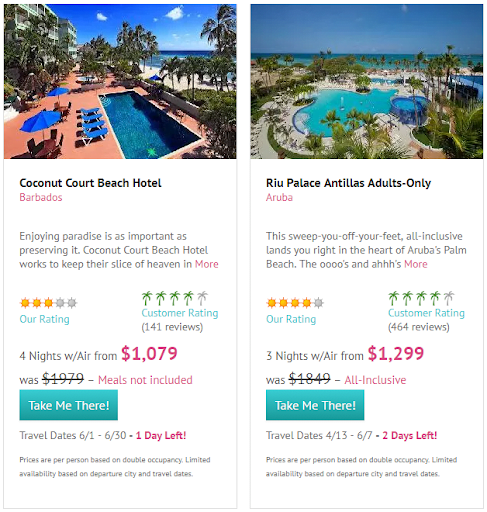 Coconut Court Beach Hotel
Barbados
Enjoying paradise is as important as
preserving it. Coconut Court Beach Hotel
works to keep their slice of heaven in More
Our Rating
Customer Rating
(141 reviews)
4 Nights w/Air from $1,079
was $1979 – Meals not included
Take Me There!
Travel Dates 6/1 - 6/30 - 1 Day Left!
Prices are per person based on double occupancy. Limited
availability based on departure city and travel dates.
Riu Palace Antillas Adults-Only
Aruba
This sweep-you-off-your-feet, all-inclusive
lands you right in the heart of Aruba's Palm
Beach. The oooo's and ahhh's More
Our Rating
Customer Rating
(464 reviews)
3 Nights w/Air from $1,299
was $1849 – All-Inclusive
Take Me There!
Travel Dates 4/13 - 6/7 - 2 Days Left!
Prices are per person based on double occupancy. Limited
availability based on departure city and travel dates.